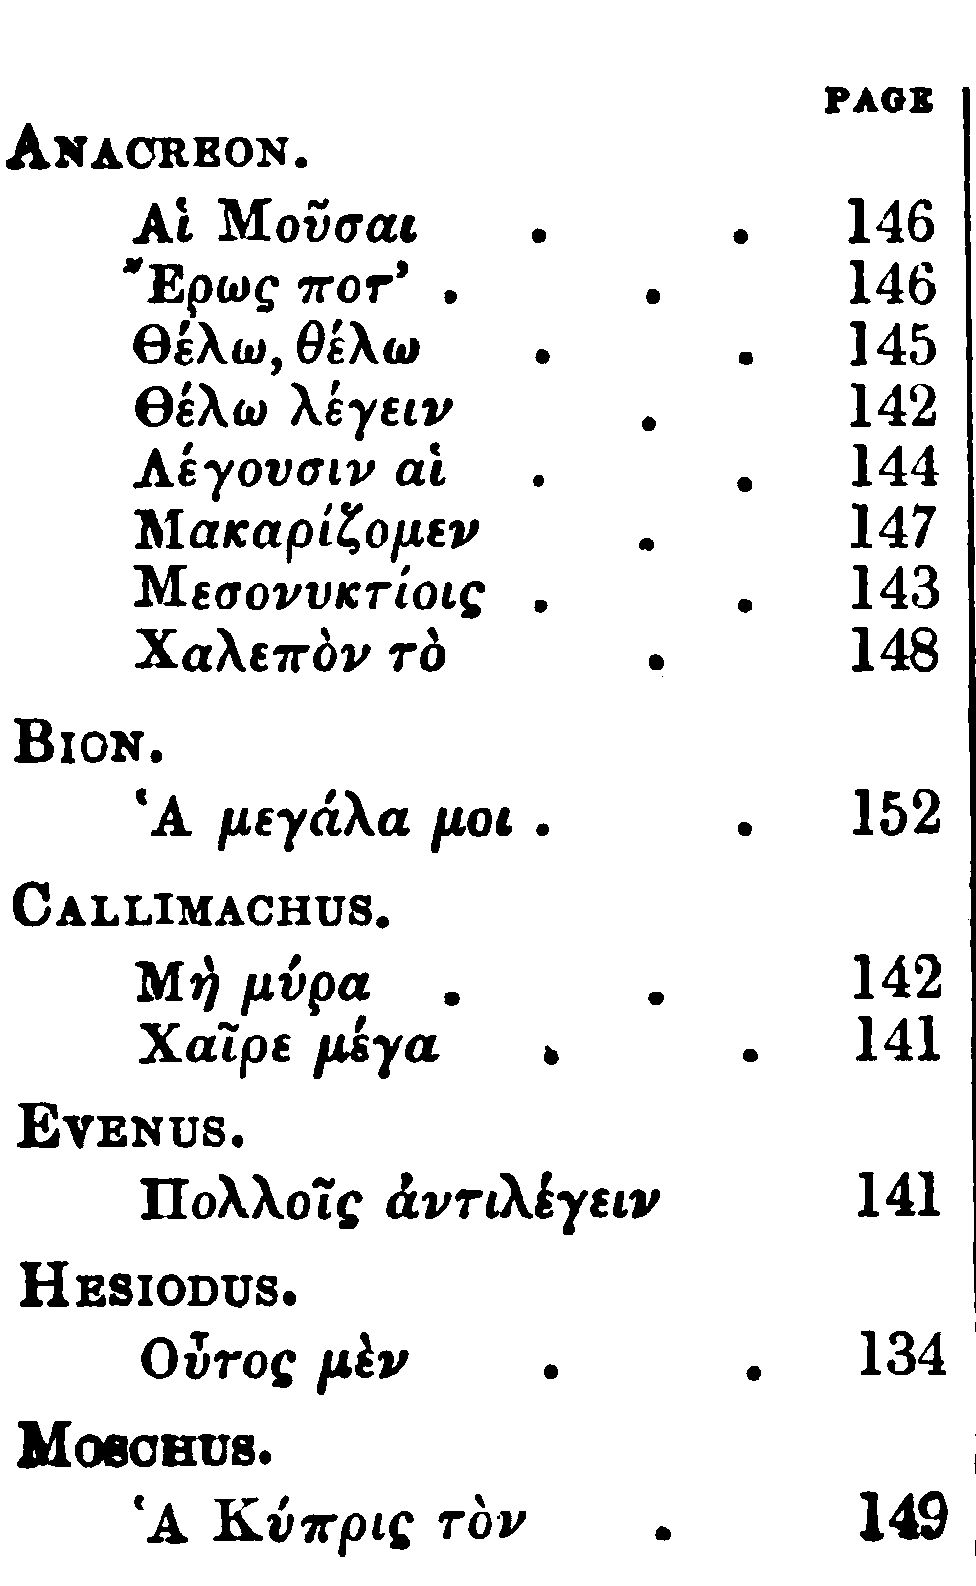 PAGE
ANACREON.
Αἱ Μοῦσαι . . 146
Ἔρως ποτ’ . . 146
Θέλω, θέλω . . 145
Θέλω λέγειν . 142
Λέγουσιν αἱ . . 144
Μακαρίζομεν . 147
Μεσονυκτίοις . . 143
Χαλεπὸν τὸ . 148
BION.
Ἁ μεγάλα μοι . . 152
CALLIMACHUS.
Μὴ μύρα . . 142
Χαῖρε μέγα . . 141
EVENUS.
Πολλοῖς ἀντιλέγειν 141
HESIODUS.
Οὗτος μὲν . . 134
MOSCHUS.
Ἁ Κύπρις τὸν . 149